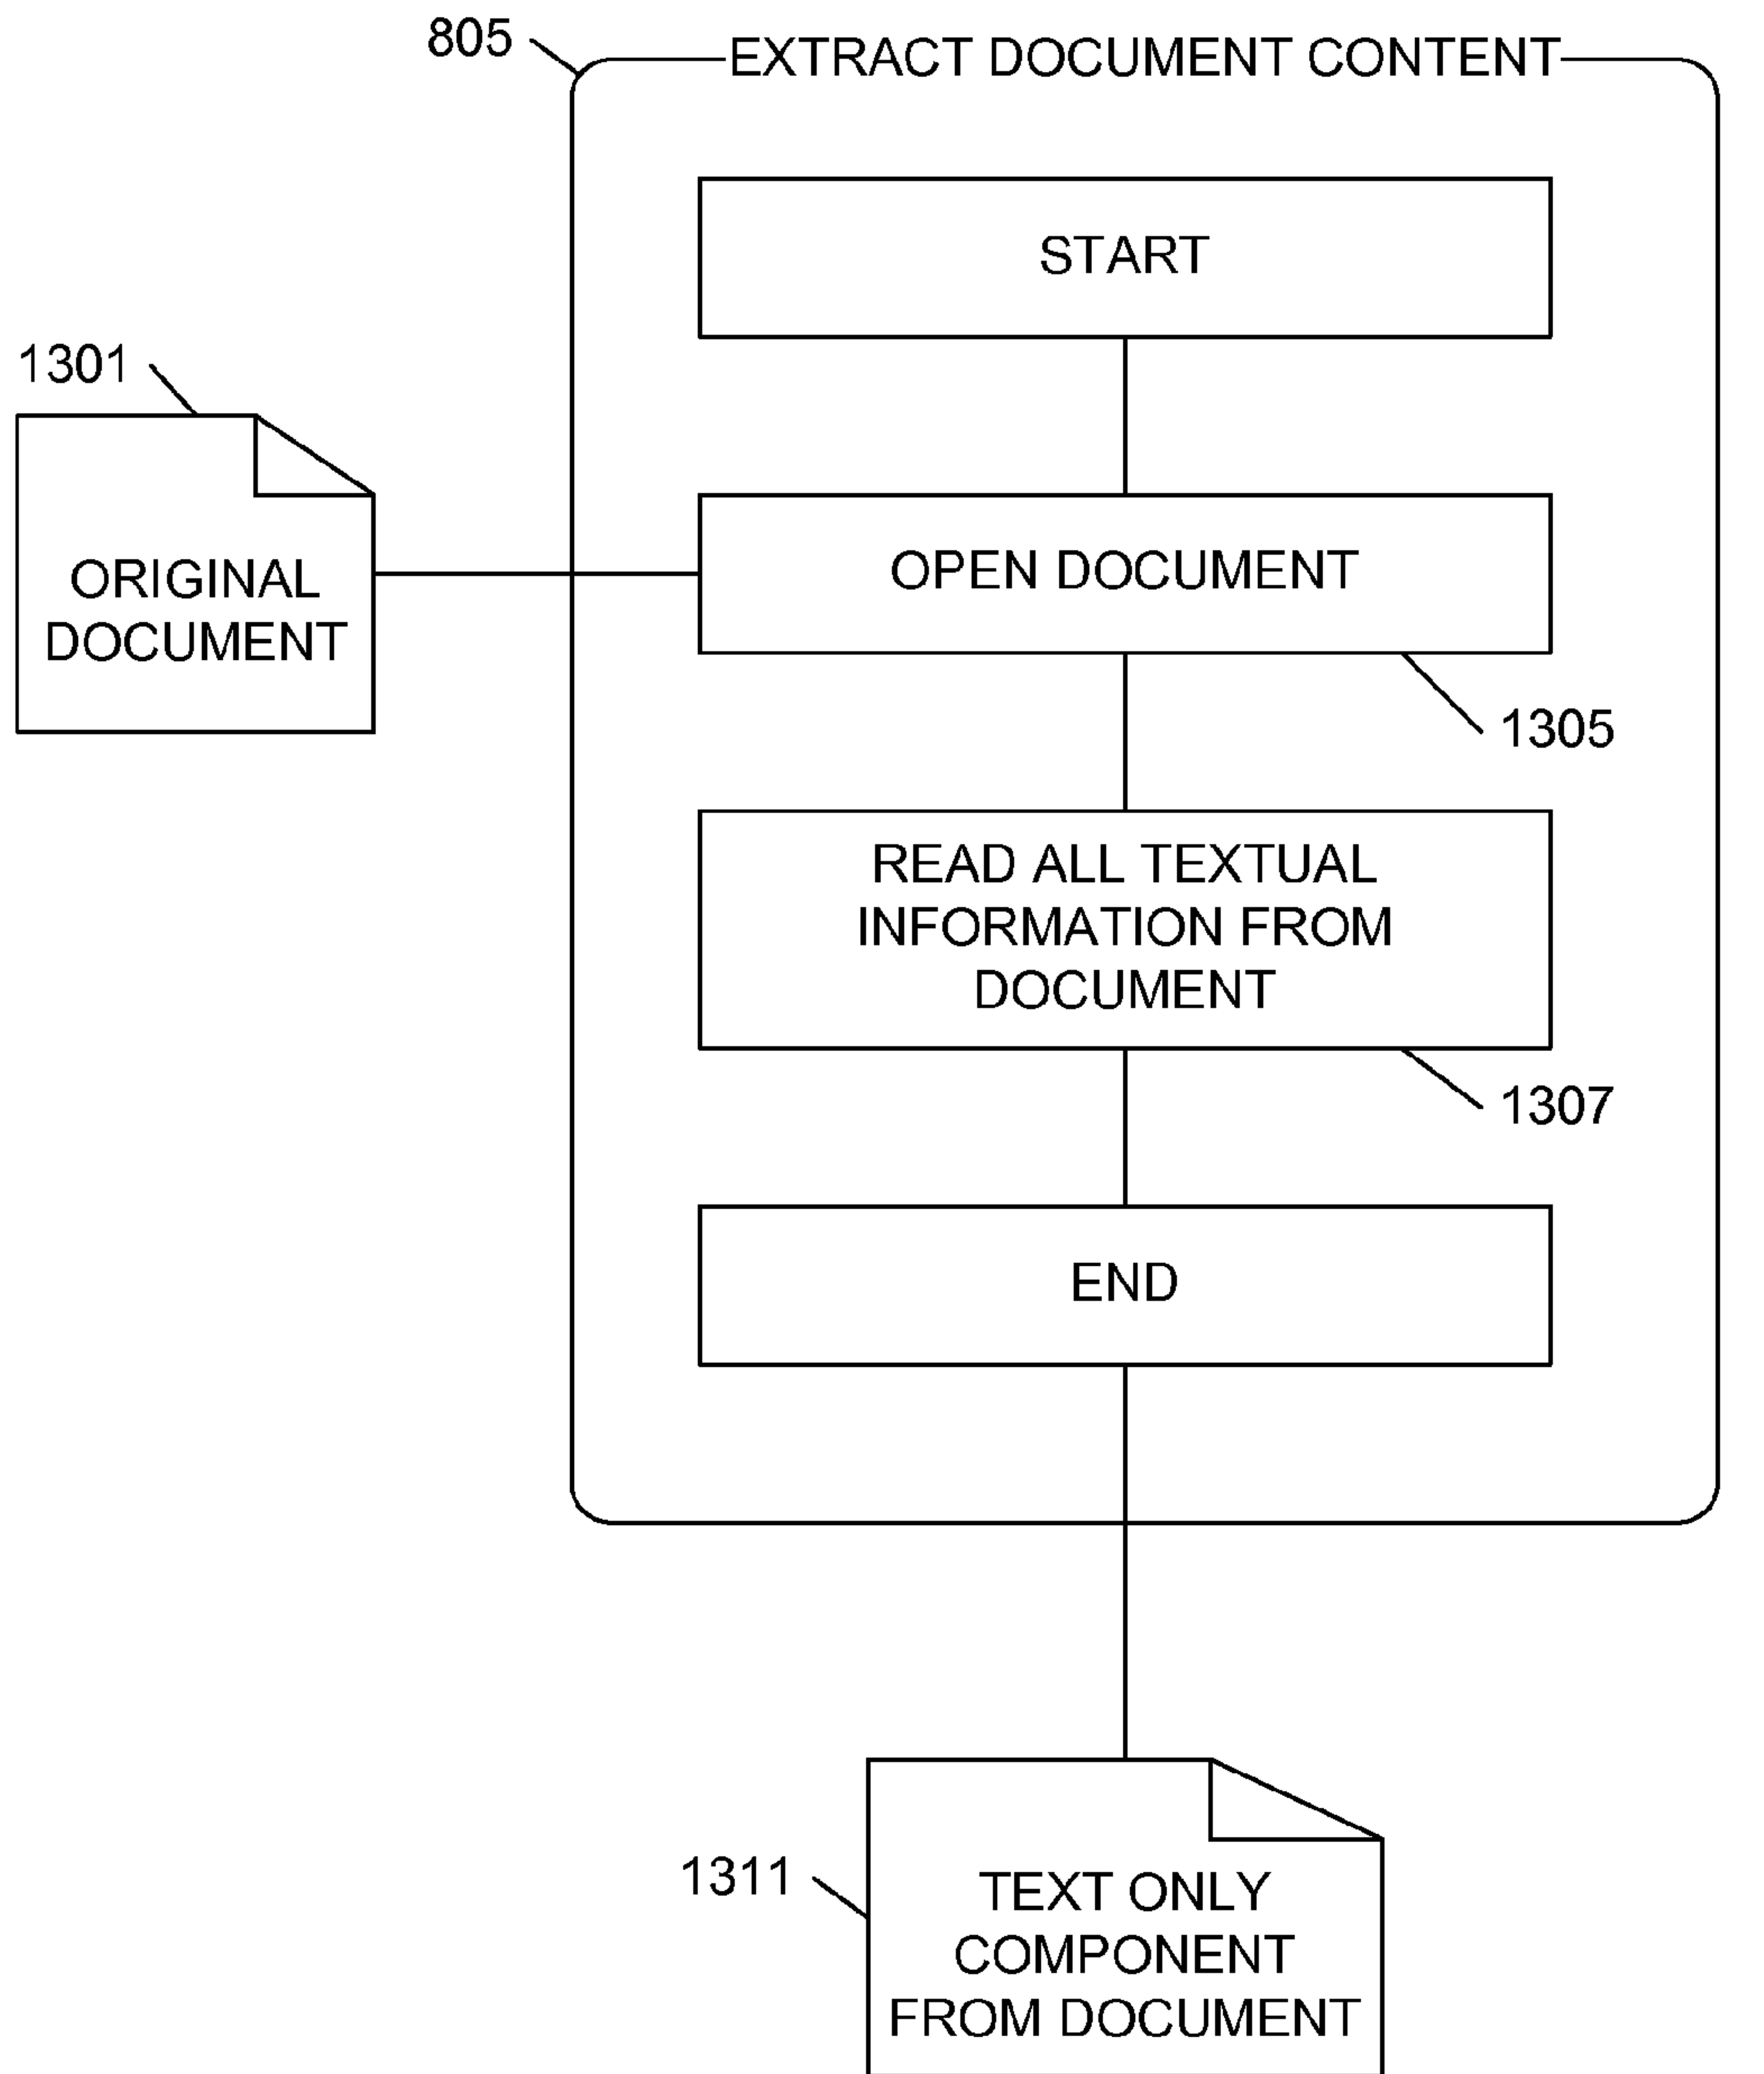 805
EXTRACT DOCUMENT CONTENT
START
1301
ORIGINAL
DOCUMENT
OPEN DOCUMENT
1305
READ ALL TEXTUAL
INFORMATION FROM
DOCUMENT
1307
END
1311
TEXT ONLY
COMPONENT
FROM DOCUMENT